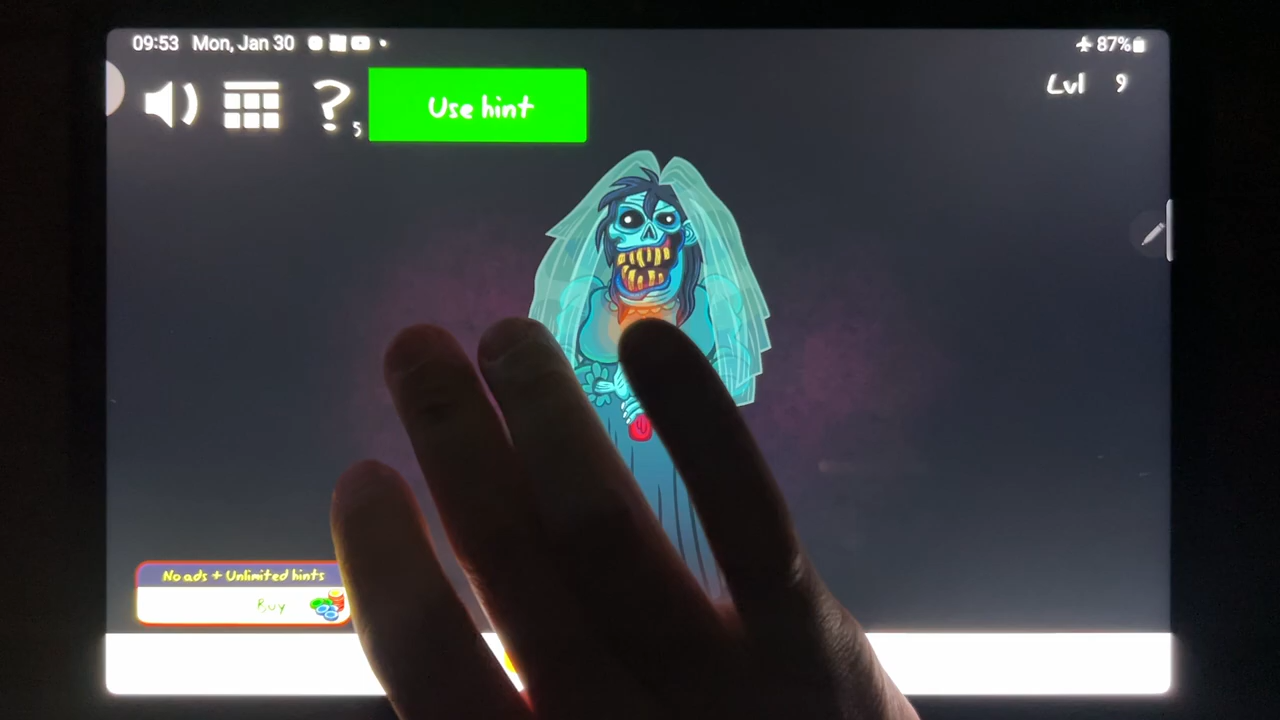 09:53 Mon, Jan 30
87%
Use hint
5
Lvl 9
No ads + Unlimited hints
Buy